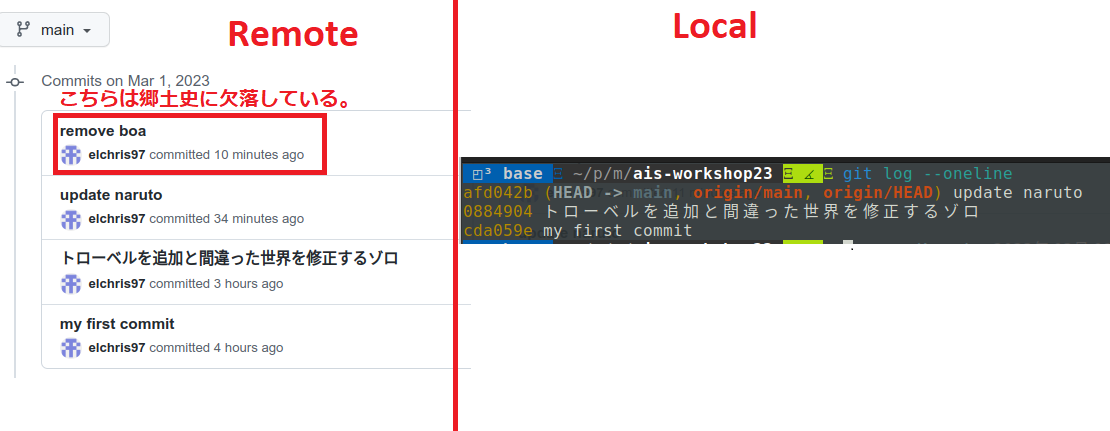 Remote
Local
main
Commits on Mar 1, 2023
こちらは郷土史に欠落している。
remove boa
elchris97 committed 10 minutes ago
update naruto
elchris97 committed 34 minutes ago
トローベルを追加と間違った世界を修正するゾロ
elchris97 committed 3 hours ago
my first commit
elchris97 committed 4 hours ago
base ~/p/m/ais-workshop23 git log --oneline
afd042b (HEAD -> main, origin/main, origin/HEAD) update naruto
0884904 トローベルを追加と間違った世界を修正するゾロ
cda059e my first commit